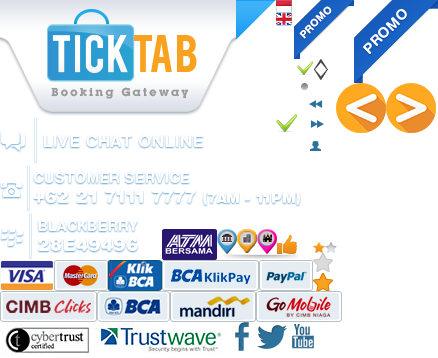 TICKTAB
Booking Gateway
PROMO
PROMO
LIVE CHAT ONLINE
CUSTOMER SERVICE
+62 21 7111 7777 (7AM - 11PM)
BLACKBERRY
28E49496
ATM
BERSAMA
VISA
MasterCard
Klik
BCA
BCA KlikPay
PayPal
CIMB Clicks
BCA
mandiri
Go Mobile
BY CIMB NIAGA
cybertrust
certified
Trustwave
Security begins with Trust
You
Tube